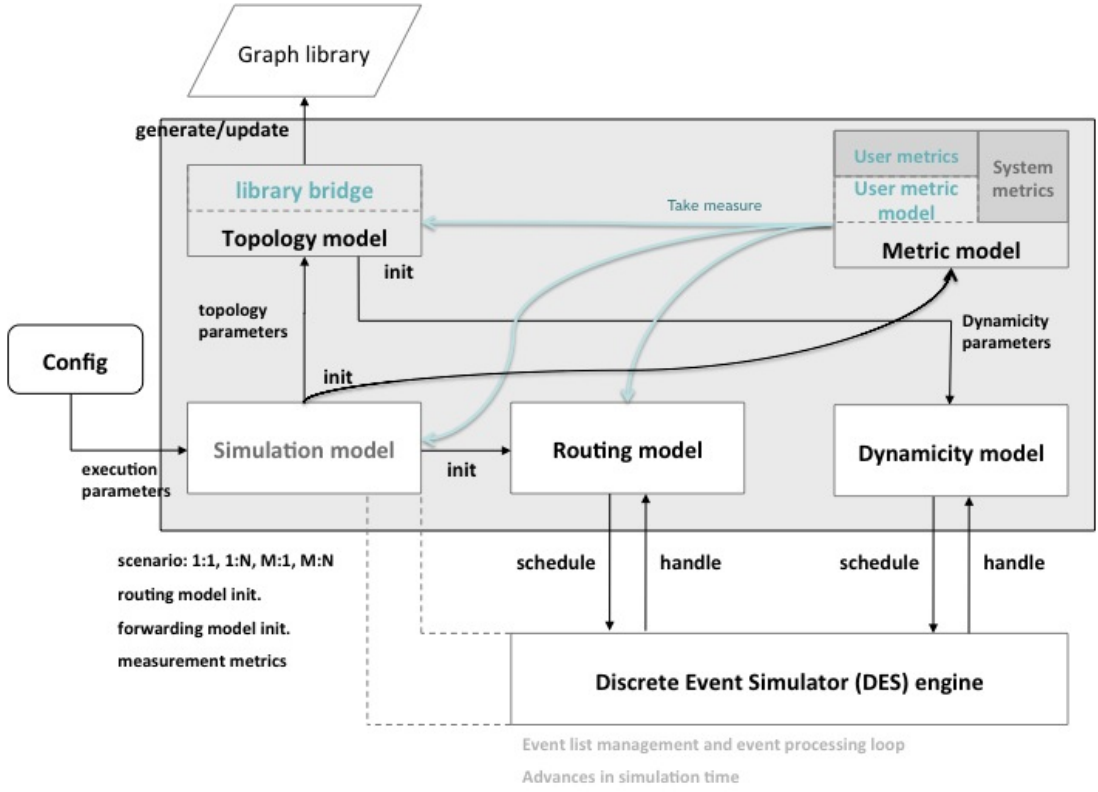 Graph library
generate/update
library bridge
Topology model
init
User metrics
User metric
model
System
metrics
Metric model
Take measure
topology
parameters
Dynamicity
parameters
Config
init
Simulation model
init
Routing model
Dynamicity model
execution
parameters
scenario: 1:1, 1:N, M:1, M:N
routing model init.
forwarding model init.
measurement metrics
schedule
handle
schedule
handle
Discrete Event Simulator (DES) engine
Event list management and event processing loop
Advances in simulation time